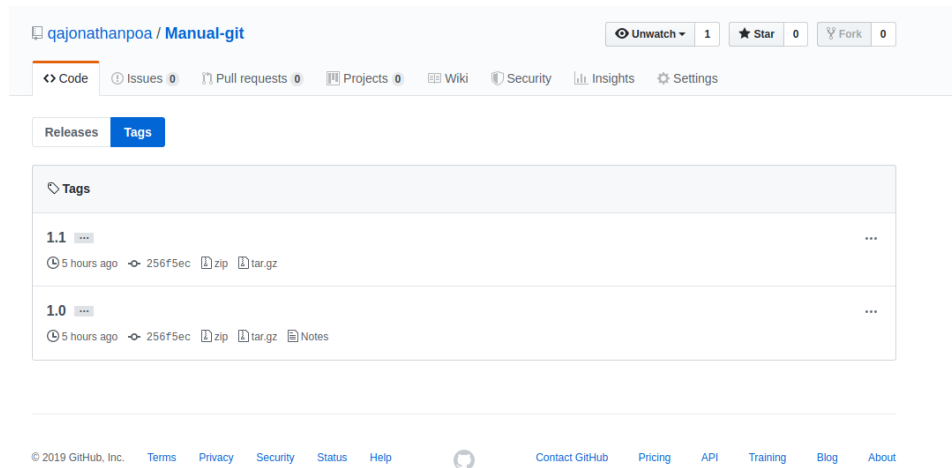 qajonathanpoa / Manual-git Unwatch 1 Star 0 Fork 0
Code Issues 0 Pull requests 0 Projects 0 Wiki Security Insights Settings
Releases Tags
Tags
1.1 ... ...
5 hours ago 256f5ec zip tar.gz
1.0 ... ...
5 hours ago 256f5ec zip tar.gz Notes
© 2019 GitHub, Inc. Terms Privacy Security Status Help Contact GitHub Pricing API Training Blog About